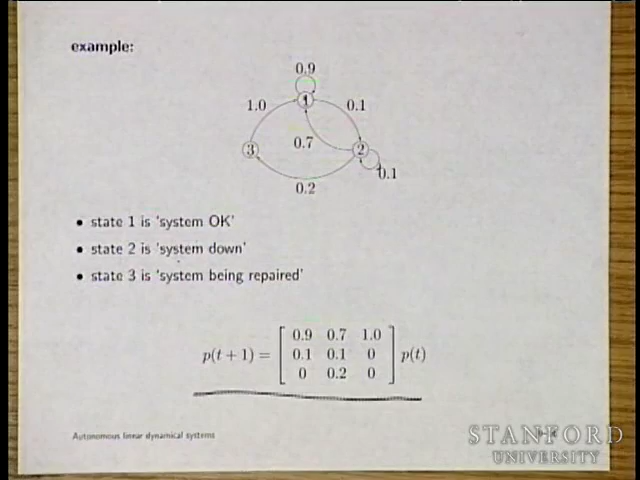 example:
0.9
1.0
1
0.1
0.7
3
2
0.1
0.2
• state 1 is 'system OK'
• state 2 is 'system down'
• state 3 is 'system being repaired'
0.9 0.7 1.0
p(t + 1) = [ 0.1 0.1 0 ] p(t)
0 0.2 0
Autonomous linear dynamical systems
STANFORD
UNIVERSITY